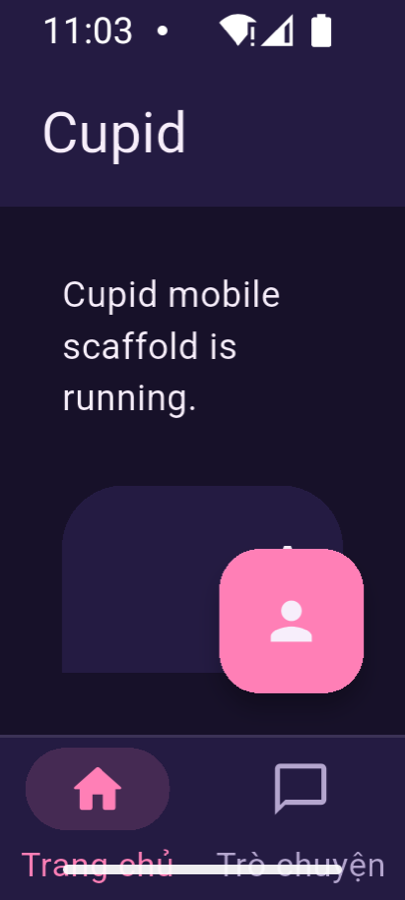 11:03
Cupid
Cupid mobile
scaffold is
running.
Trang chủ
Trò chuyện